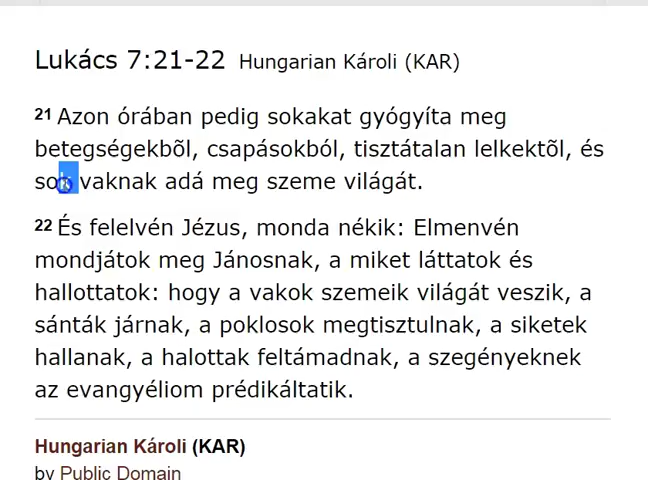 Lukács 7:21-22 Hungarian Károli (KAR)
21 Azon órában pedig sokakat gyógyíta meg
betegségekbõl, csapásokból, tisztátalan lelkektõl, és
sok vaknak adá meg szeme világát.
22 És felelvén Jézus, monda nékik: Elmenvén
mondjátok meg Jánosnak, a miket láttatok és
hallottatok: hogy a vakok szemeik világát veszik, a
sánták járnak, a poklosok megtisztulnak, a siketek
hallanak, a halottak feltámadnak, a szegényeknek
az evangyéliom prédikáltatik.
Hungarian Károli (KAR)
by Public Domain